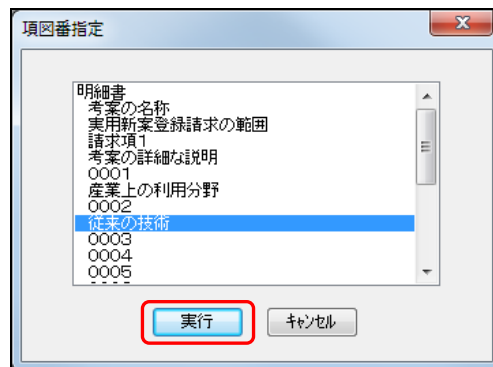 項図番指定
明細書
考案の名称
実用新案登録請求の範囲
請求項1
考案の詳細な説明
0001
産業上の利用分野
0002
従来の技術
0003
0004
0005
実行
ｷｬﾝｾﾙ